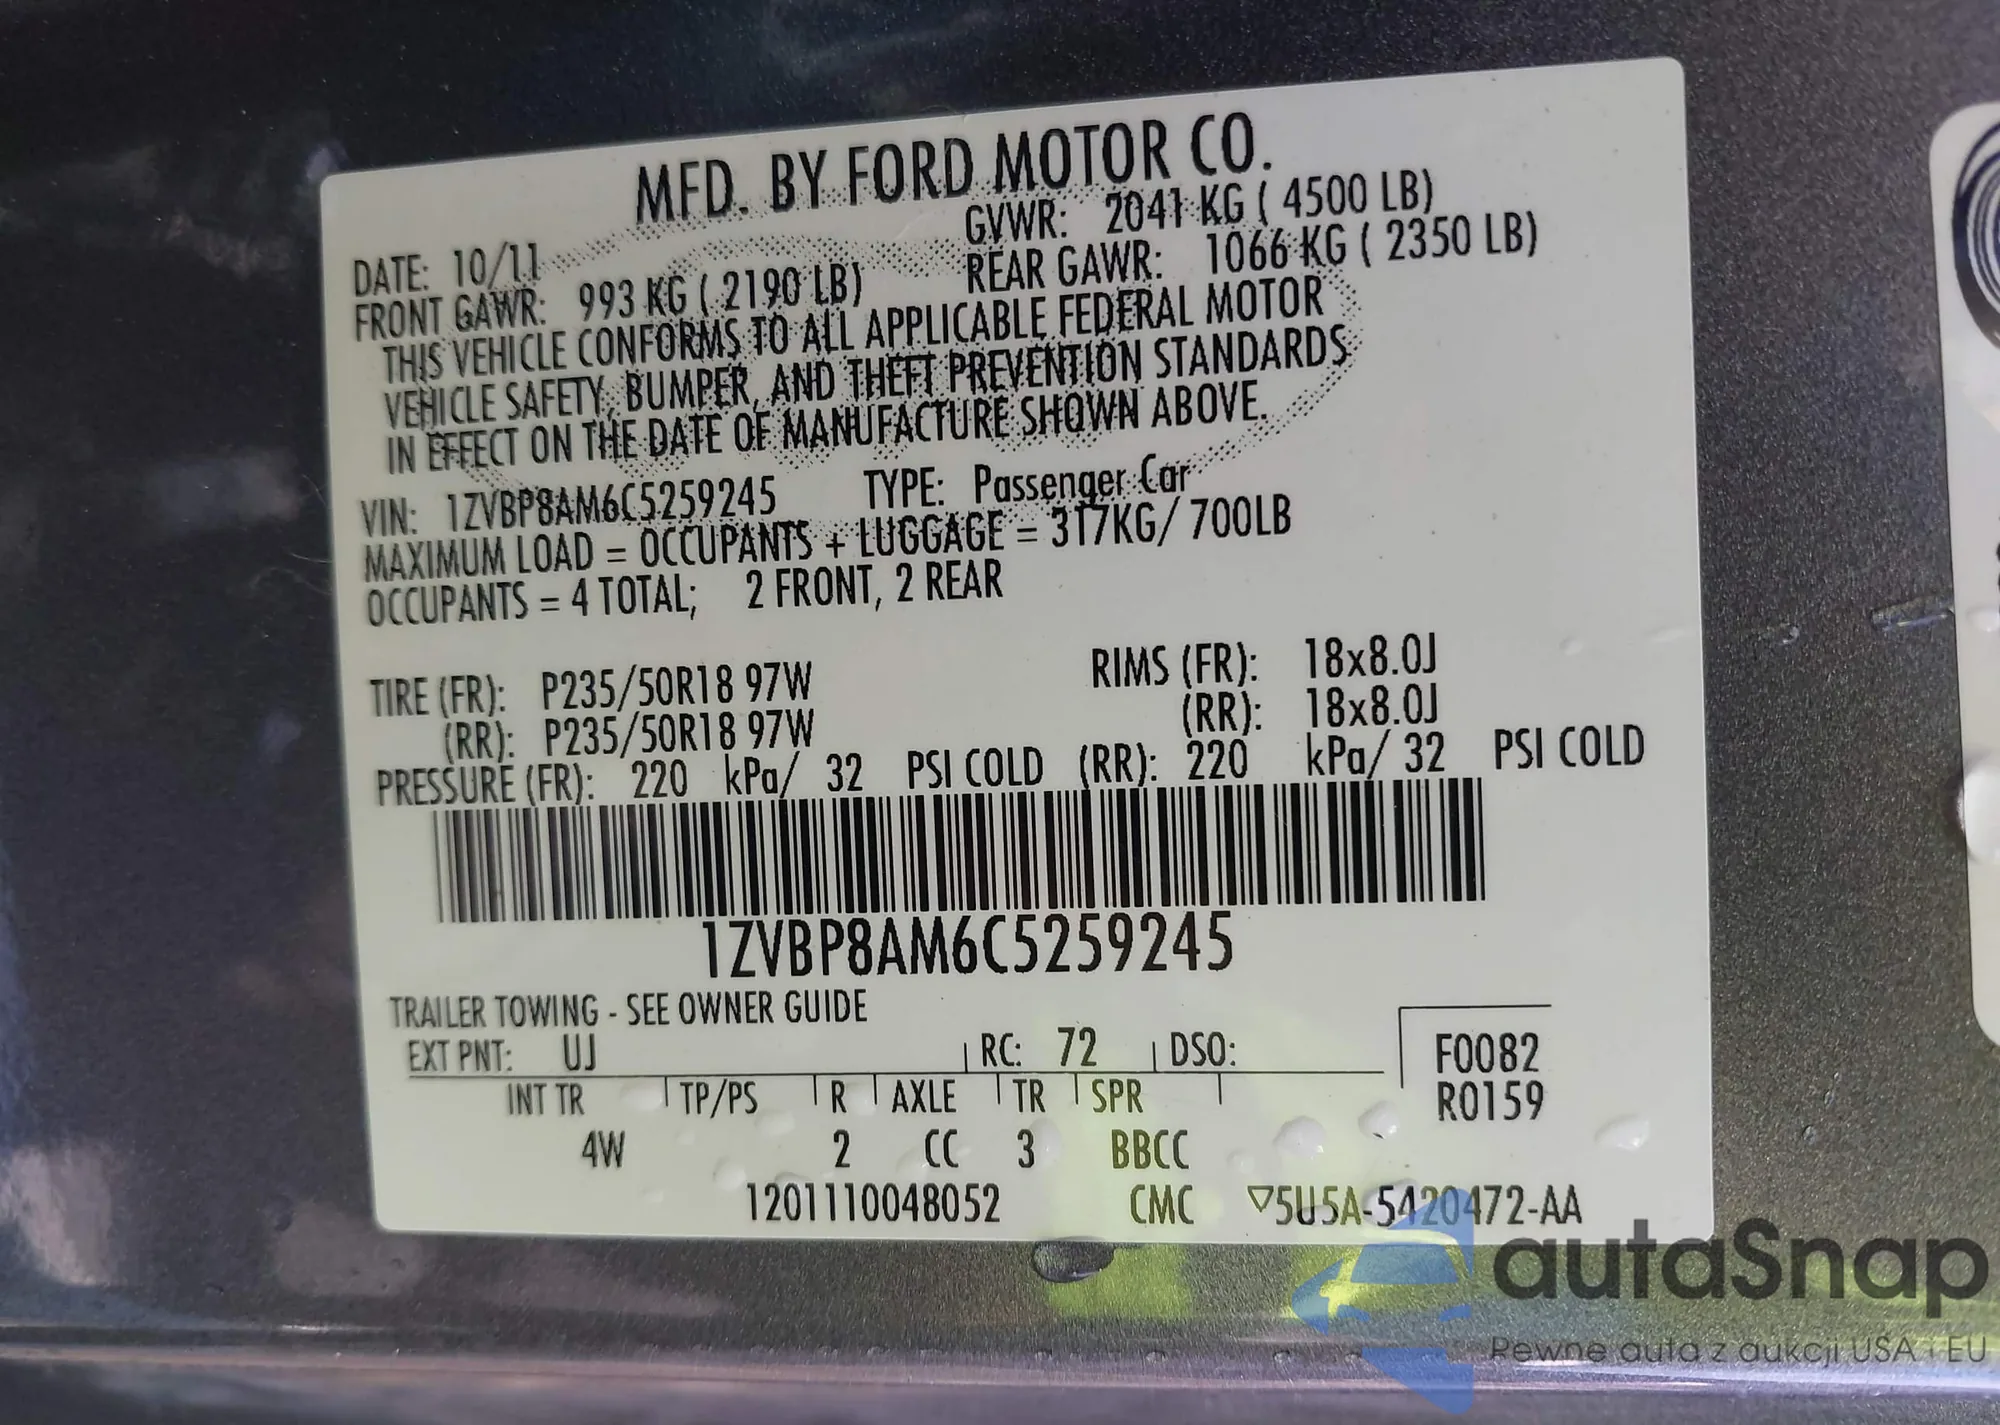 MFD. BY FORD MOTOR CO.
DATE: 10/11 GVWR: 2041 KG ( 4500 LB)
FRONT GAWR: 993 KG ( 2190 LB) REAR GAWR: 1066 KG ( 2350 LB)
THIS VEHICLE CONFORMS TO ALL APPLICABLE FEDERAL MOTOR
VEHICLE SAFETY, BUMPER, AND THEFT PREVENTION STANDARDS
IN EFFECT ON THE DATE OF MANUFACTURE SHOWN ABOVE.
VIN: 1ZVBP8AM6C5259245 TYPE: Passenger Car
MAXIMUM LOAD = OCCUPANTS + LUGGAGE = 317KG/ 700LB
OCCUPANTS = 4 TOTAL; 2 FRONT, 2 REAR
TIRE (FR): P235/50R18 97W RIMS (FR): 18x8.0J
(RR): P235/50R18 97W (RR): 18x8.0J
PRESSURE (FR): 220 kPa/ 32 PSI COLD (RR): 220 kPa/ 32 PSI COLD
1ZVBP8AM6C5259245
TRAILER TOWING - SEE OWNER GUIDE
EXT PNT: UJ RC: 72 DSO: F0082
INT TR TP/PS R AXLE TR SPR R0159
4W 2 CC 3 BBCC
1201110048052 CMC ▽5U5A-5420472-AA
autaSnap
Pewne auta z aukcji USA i EU